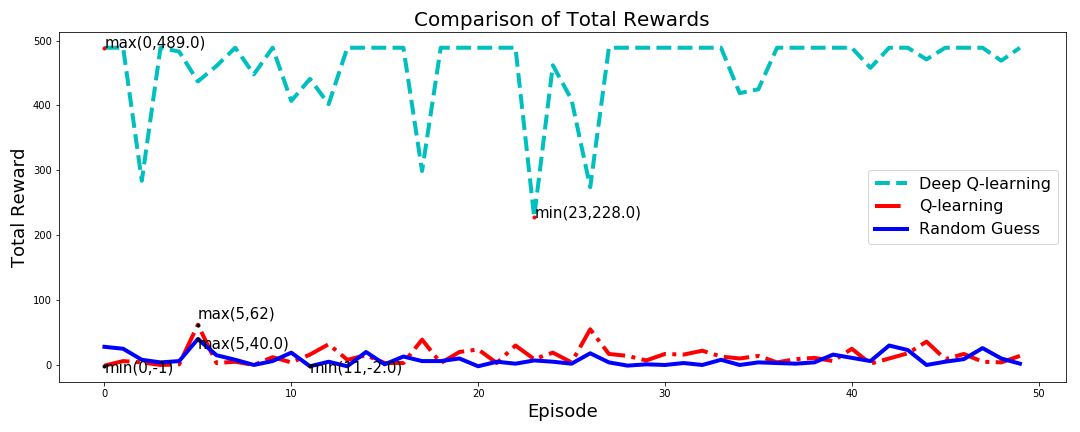 Comparison of Total Rewards
500
400
300
200
100
0
Total Reward
max(0,489.0)
min(23,228.0)
max(5,62)
max(5,40.0)
min(0,-1)
min(11,-2.0)
Deep Q-learning
Q-learning
Random Guess
0
10
20
30
40
50
Episode